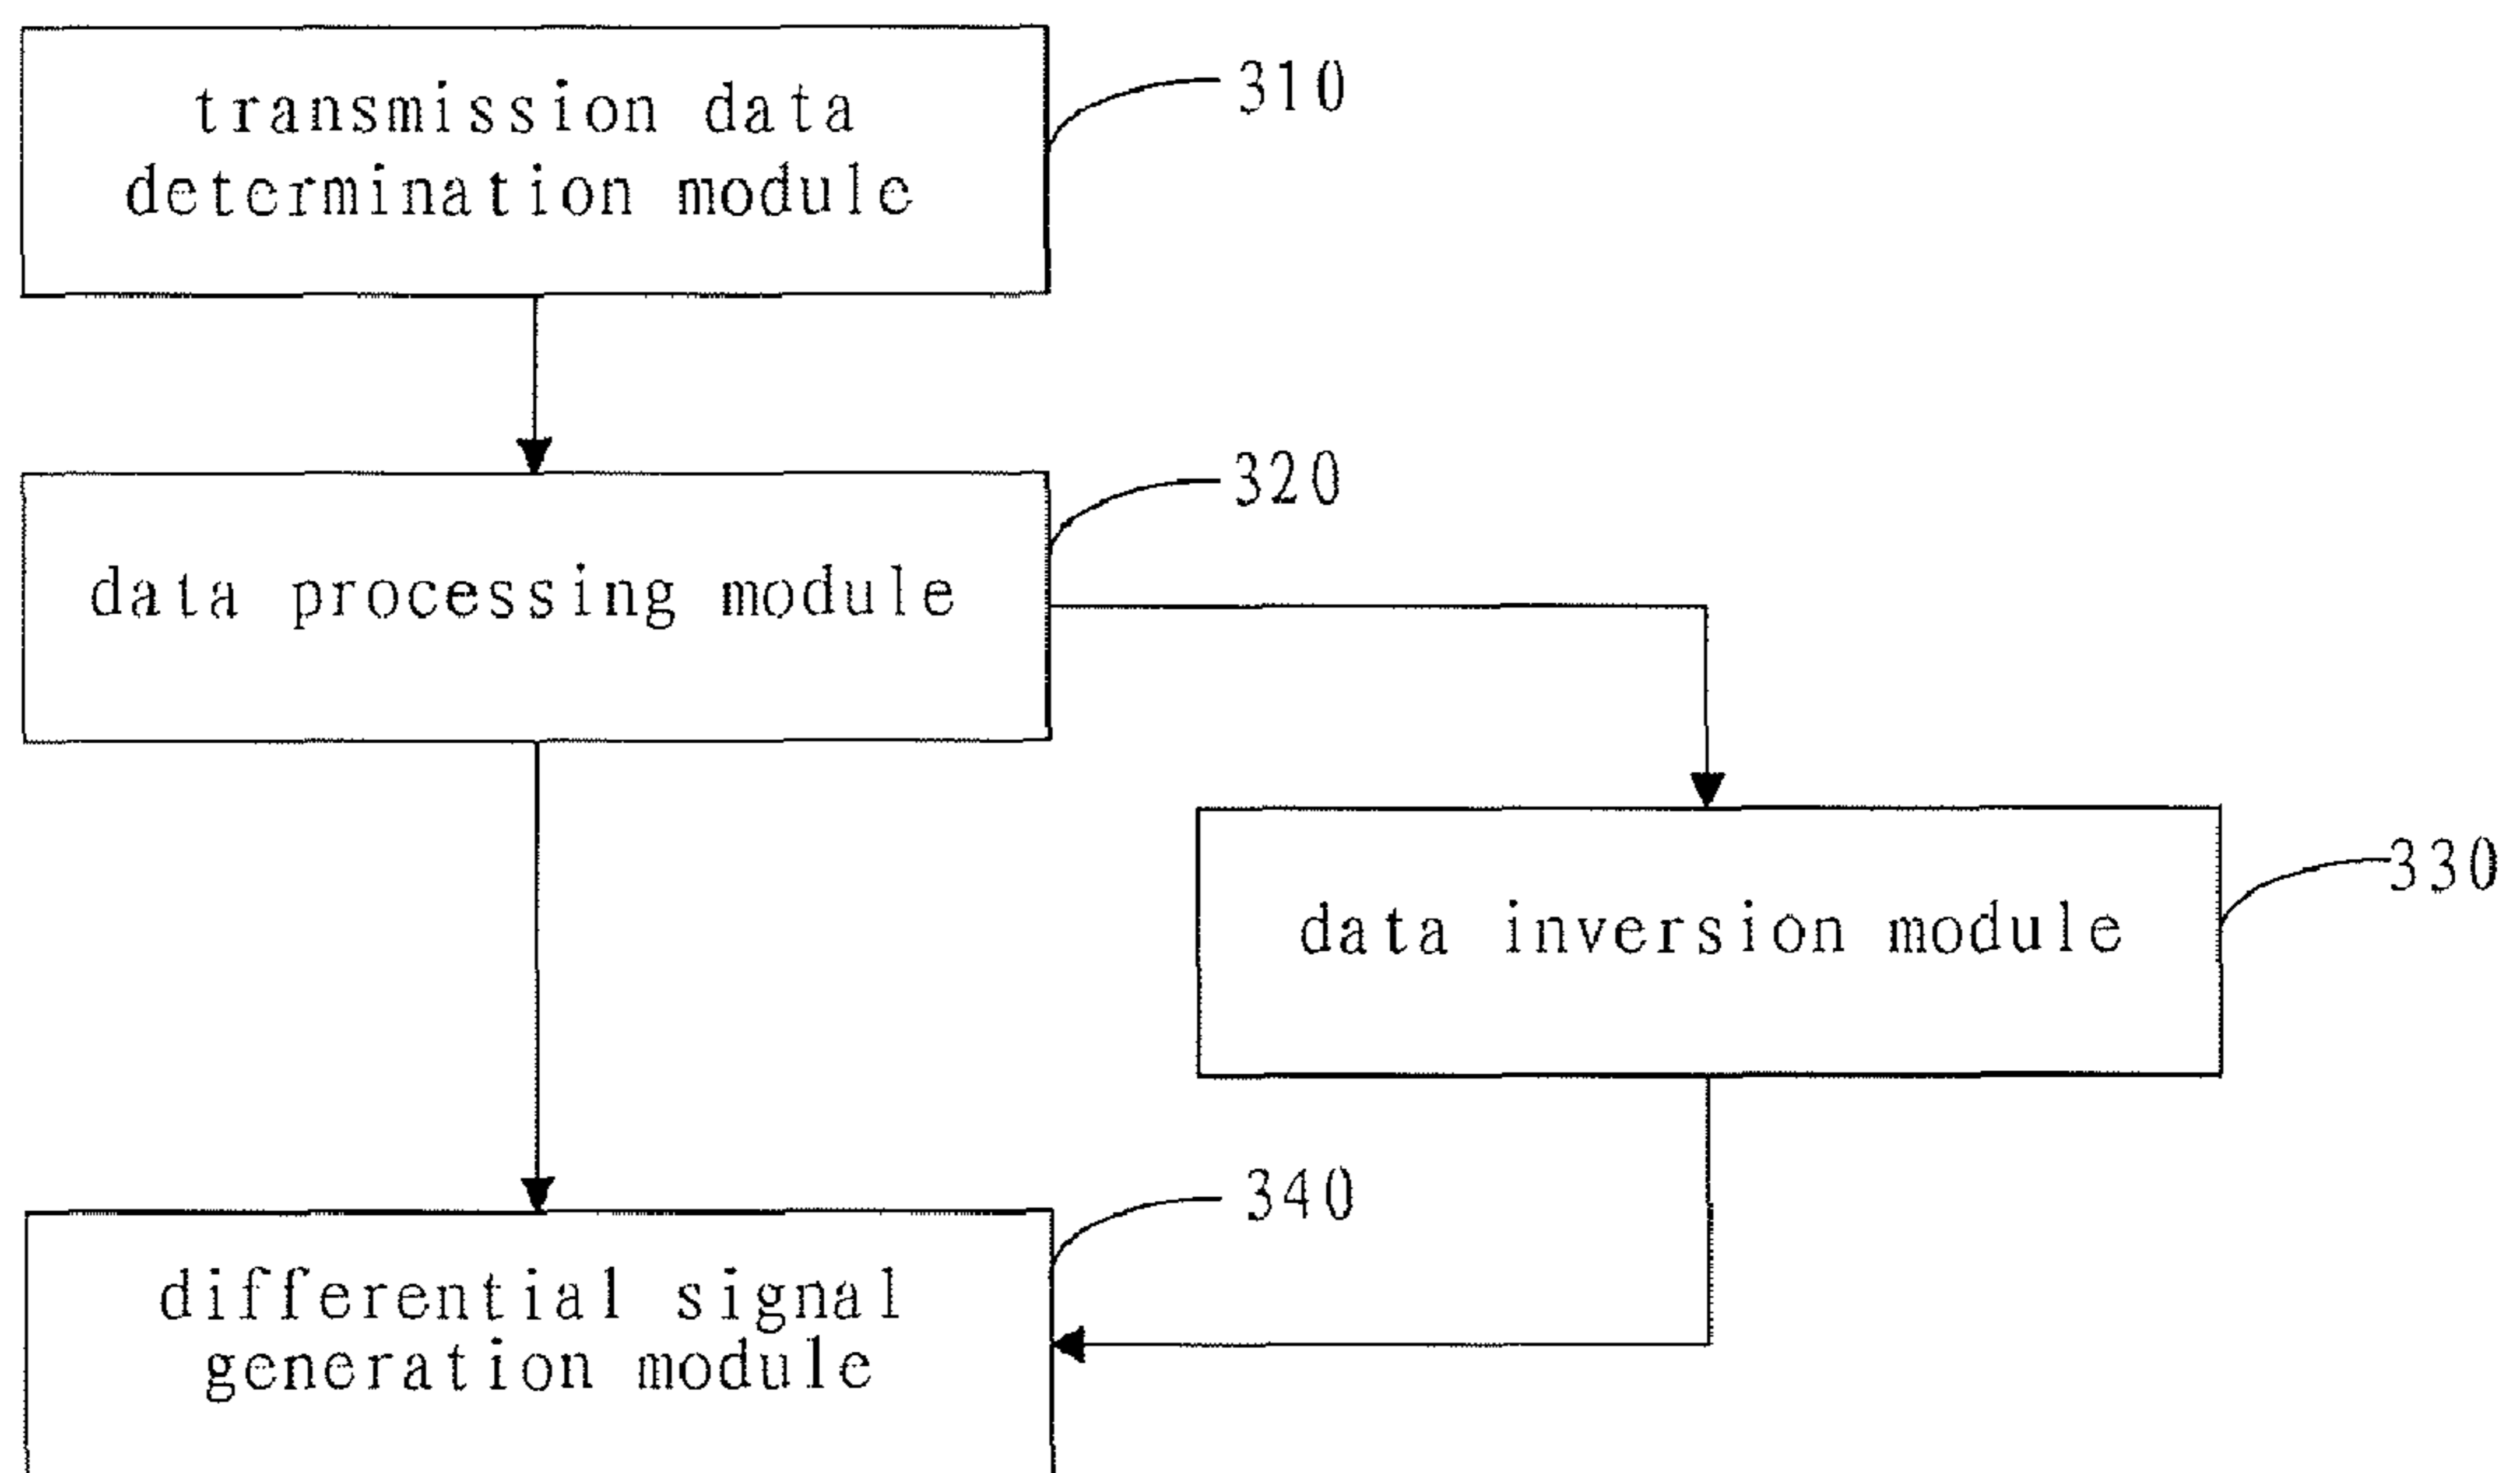 transmission data
determination module
310
320
data processing module
330
data inversion module
340
differential signal
generation module